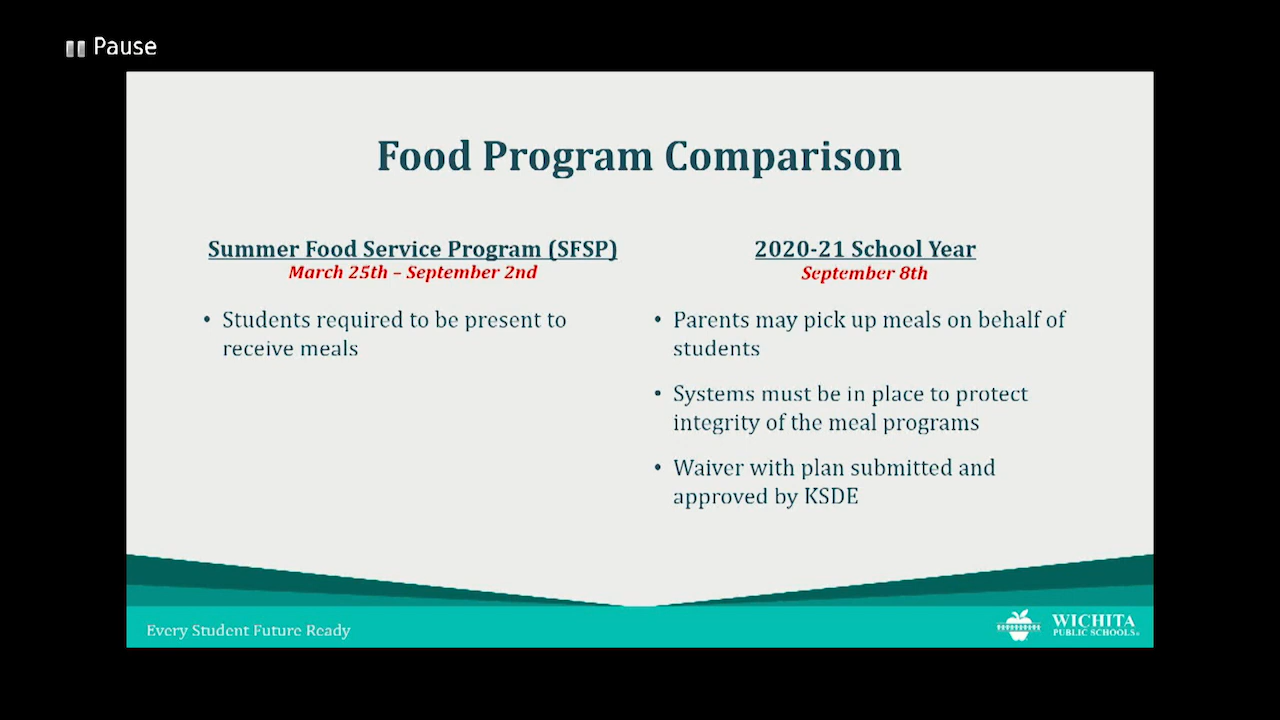 Pause
Food Program Comparison
Summer Food Service Program (SFSP)
March 25th – September 2nd
• Students required to be present to
receive meals
2020-21 School Year
September 8th
• Parents may pick up meals on behalf of
students
• Systems must be in place to protect
integrity of the meal programs
• Waiver with plan submitted and
approved by KSDE
Every Student Future Ready
WICHITA
PUBLIC SCHOOLS